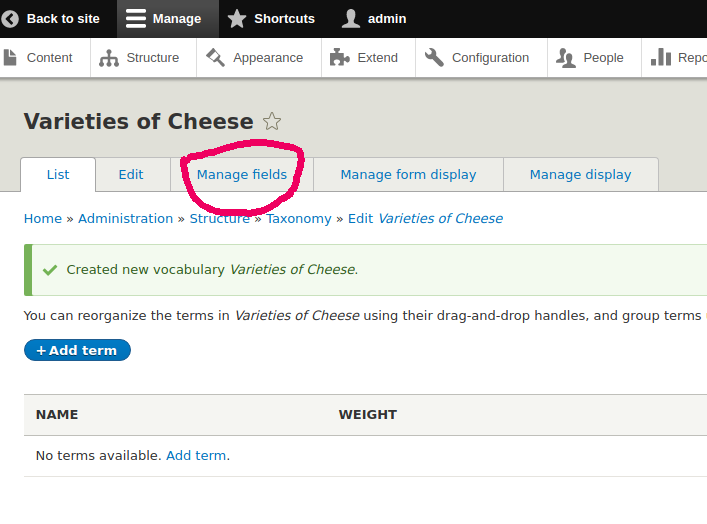 Back to site Manage Shortcuts admin
Content Structure Appearance Extend Configuration People Repo
Varieties of Cheese
List Edit Manage fields Manage form display Manage display
Home » Administration » Structure » Taxonomy » Edit Varieties of Cheese
Created new vocabulary Varieties of Cheese.
You can reorganize the terms in Varieties of Cheese using their drag-and-drop handles, and group terms
+ Add term
NAME WEIGHT
No terms available. Add term.